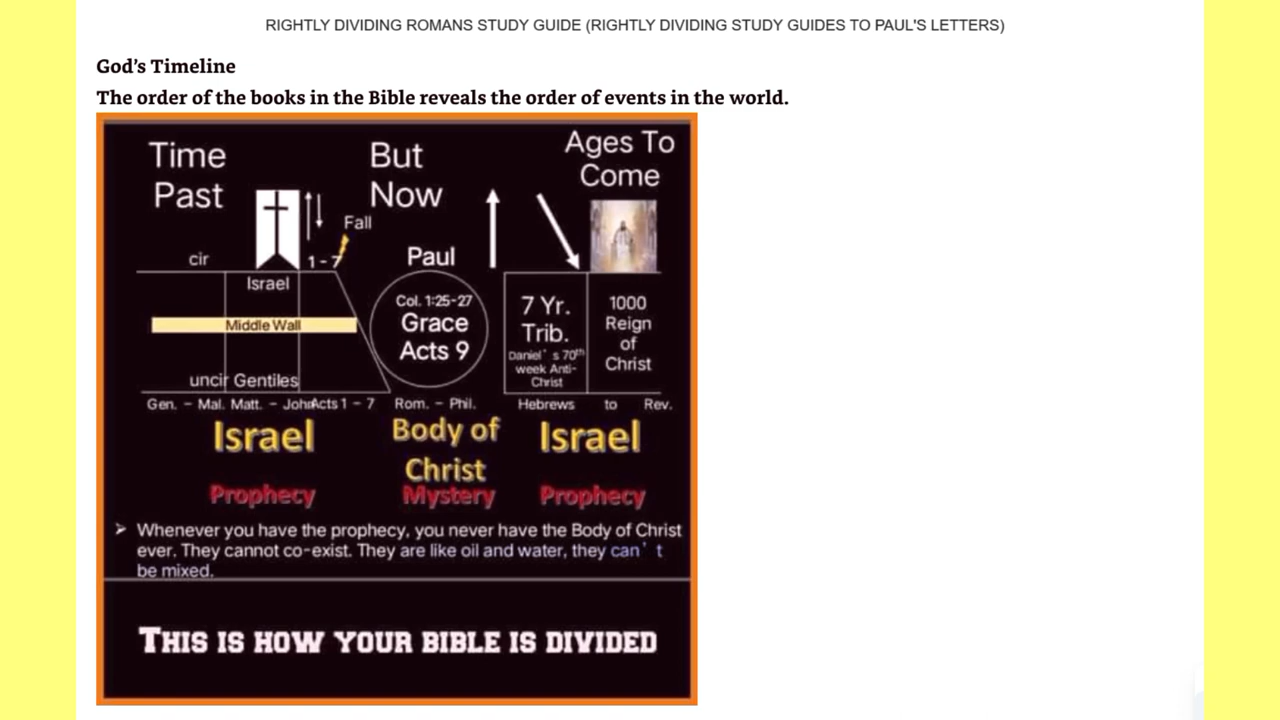 RIGHTLY DIVIDING ROMANS STUDY GUIDE (RIGHTLY DIVIDING STUDY GUIDES TO PAUL'S LETTERS)
God's Timeline
The order of the books in the Bible reveals the order of events in the world.
Time
Past
But
Now
Ages To
Come
Fall
cir
1 - 7
Paul
Israel
Middle Wall
uncir Gentiles
Col. 1:25-27
Grace
Acts 9
7 Yr.
Trib.
Daniel's 70th
week Anti-
Christ
1000
Reign
of
Christ
Gen. - Mal. Matt. - John Acts 1 - 7 Rom. - Phil. Hebrews to Rev.
Israel
Body of
Christ
Israel
Prophecy
Mystery
Prophecy
➤ Whenever you have the prophecy, you never have the Body of Christ
ever. They cannot co-exist. They are like oil and water, they can't
be mixed.
THIS IS HOW YOUR BIBLE IS DIVIDED